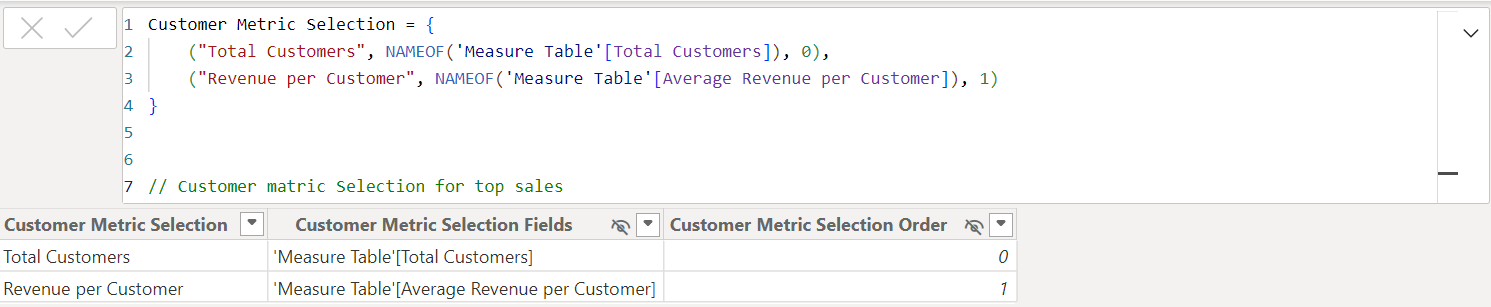 1 Customer Metric Selection = {
2 ("Total Customers", NAMEOF('Measure Table'[Total Customers]), 0),
3 ("Revenue per Customer", NAMEOF('Measure Table'[Average Revenue per Customer]), 1)
4 }
5
6
7 // Customer matric Selection for top sales
Customer Metric Selection Customer Metric Selection Fields Customer Metric Selection Order
Total Customers 'Measure Table'[Total Customers] 0
Revenue per Customer 'Measure Table'[Average Revenue per Customer] 1